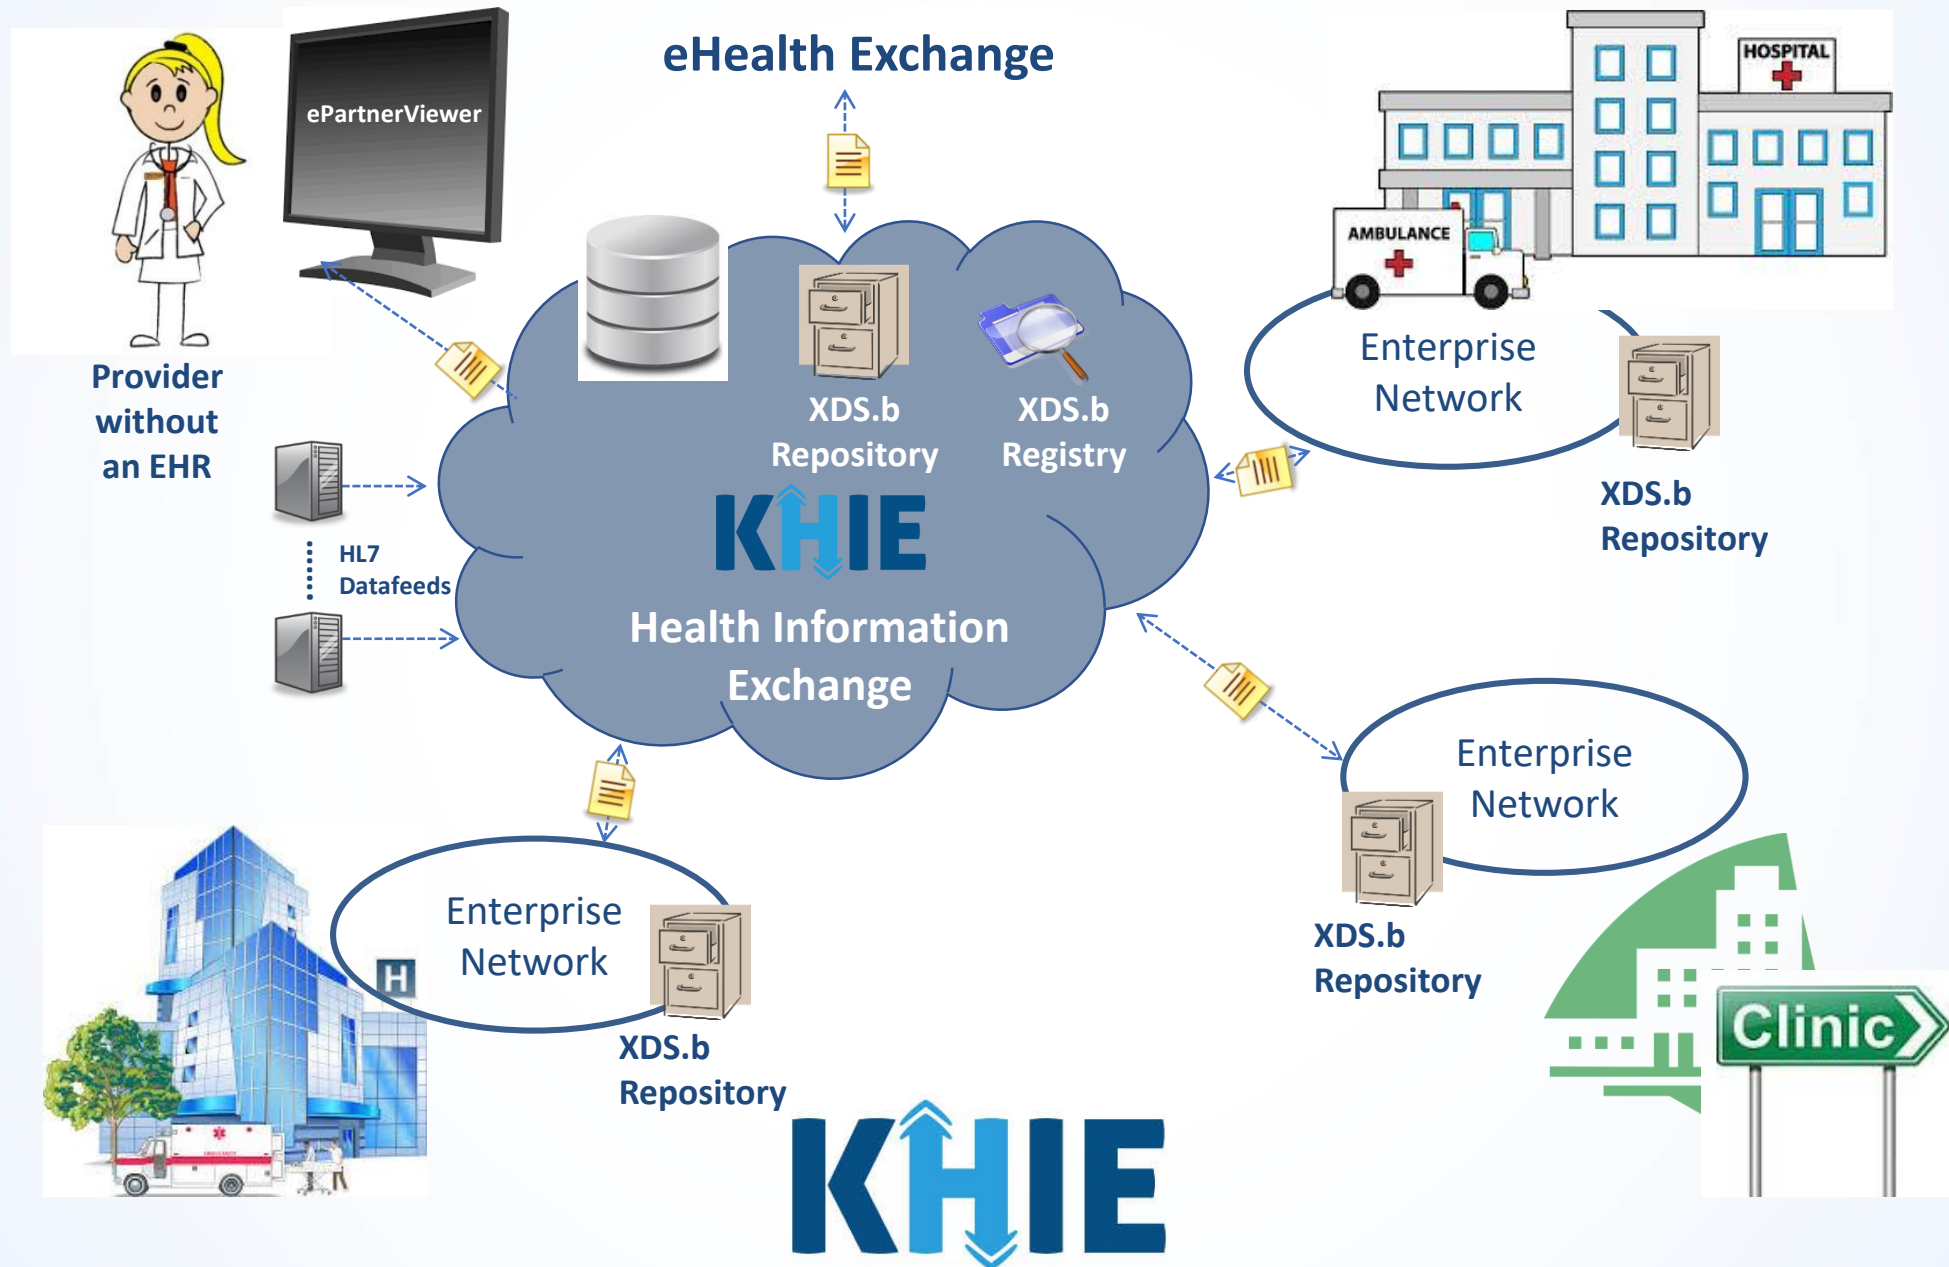 eHealth Exchange
ePartnerViewer
HOSPITAL
AMBULANCE
Provider
without
an EHR
Enterprise
Network
XDS.b
Repository
XDS.b
Repository
XDS.b
Registry
HL7
Datafeeds
KHIE
Health Information
Exchange
Enterprise
Network
XDS.b
Repository
Clinic
H
Enterprise
Network
XDS.b
Repository
AMBULANCE
KHIE